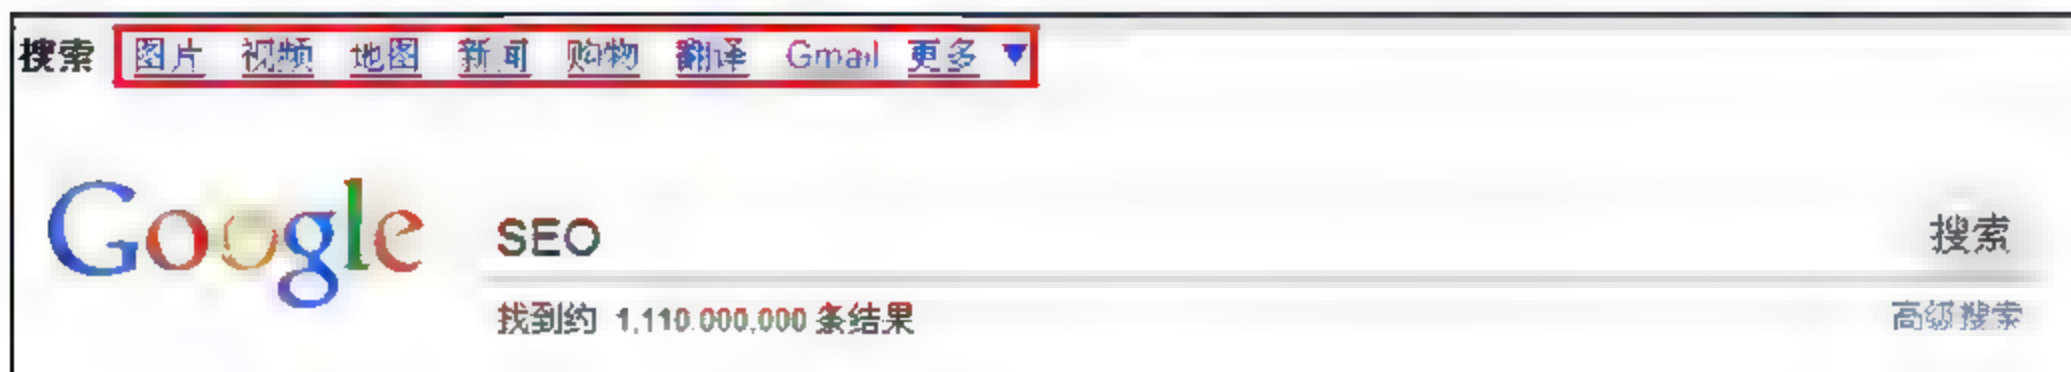 搜索 图片 视频 地图 新闻 购物 翻译 Gmail 更多 ▼
Google SEO 搜索
找到约 1,110,000,000 条结果 高级搜索